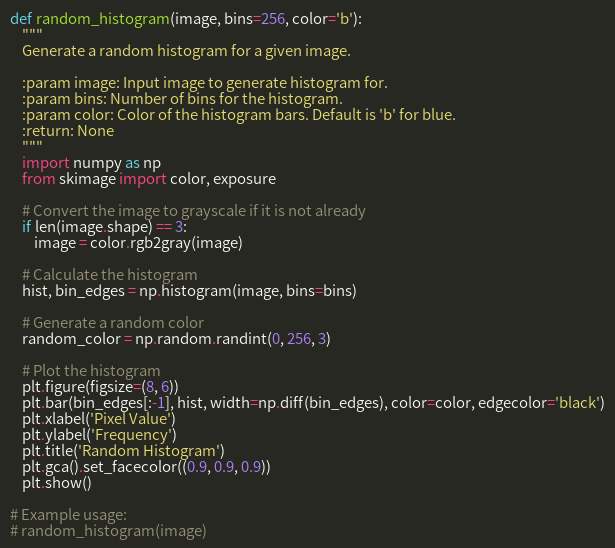 def random_histogram(image, bins=256, color='b'):
    """
    Generate a random histogram for a given image.

    :param image: Input image to generate histogram for.
    :param bins: Number of bins for the histogram.
    :param color: Color of the histogram bars. Default is 'b' for blue.
    :return: None
    """
    import numpy as np
    from skimage import color, exposure

    # Convert the image to grayscale if it is not already
    if len(image.shape) == 3:
        image = color.rgb2gray(image)

    # Calculate the histogram
    hist, bin_edges = np.histogram(image, bins=bins)

    # Generate a random color
    random_color = np.random.randint(0, 256, 3)

    # Plot the histogram
    plt.figure(figsize=(8, 6))
    plt.bar(bin_edges[:-1], hist, width=np.diff(bin_edges), color=color, edgecolor='black')
    plt.xlabel('Pixel Value')
    plt.ylabel('Frequency')
    plt.title('Random Histogram')
    plt.gca().set_facecolor((0.9, 0.9, 0.9))
    plt.show()

# Example usage:
# random_histogram(image)